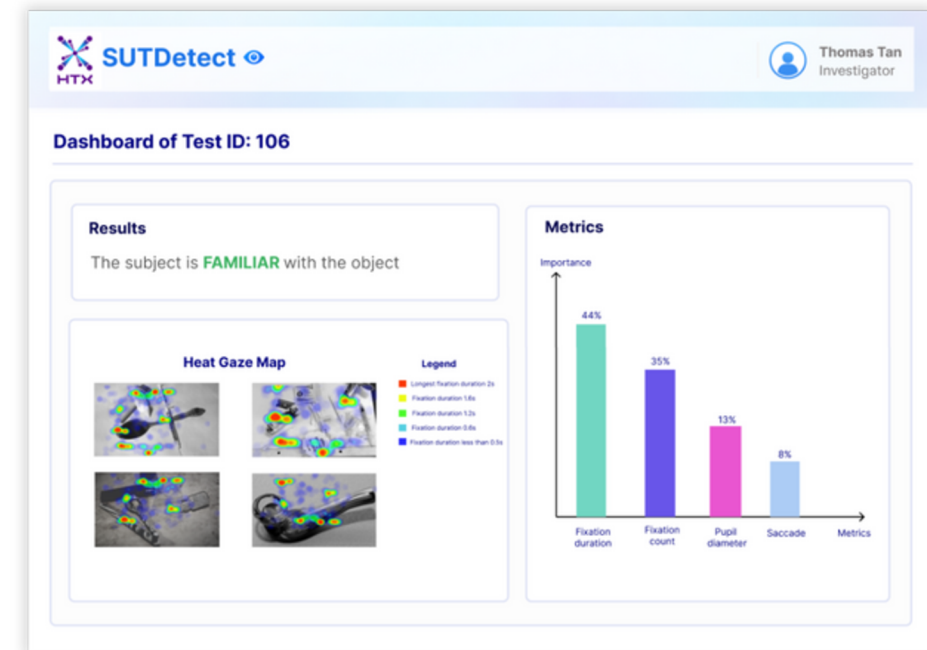 HTX
SUTDetect
Thomas Tan
Investigator
Dashboard of Test ID: 106
Results
The subject is FAMILIAR with the object
Heat Gaze Map
Legend
Longest fixation duration 2s
Fixation duration 1.6s
Fixation duration 1.2s
Fixation duration 0.6s
Fixation duration less than 0.5s
Metrics
Importance
44%
35%
13%
8%
Fixation duration
Fixation count
Pupil diameter
Saccade
Metrics